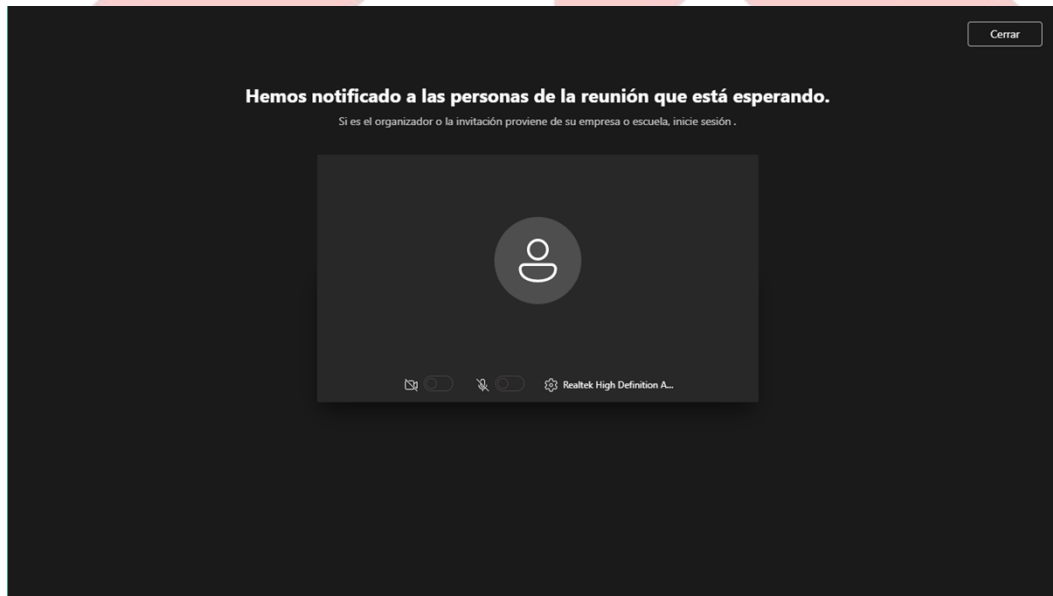 Cerrar
Hemos notificado a las personas de la reunión que está esperando.
Si es el organizador o la invitación proviene de su empresa o escuela, inicie sesión .
Realtek High Definition A...